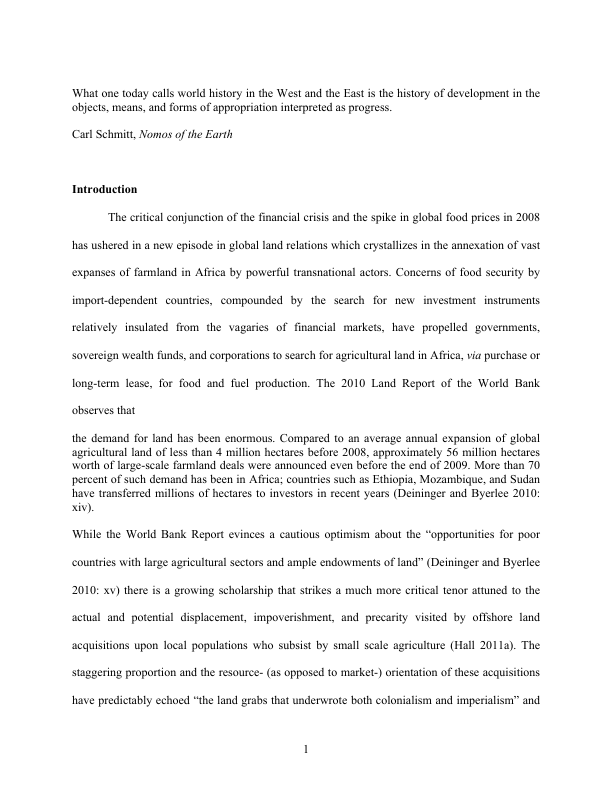 What one today calls world history in the West and the East is the history of development in the
objects, means, and forms of appropriation interpreted as progress.
Carl Schmitt, Nomos of the Earth
Introduction
The critical conjunction of the financial crisis and the spike in global food prices in 2008
has ushered in a new episode in global land relations which crystallizes in the annexation of vast
expanses of farmland in Africa by powerful transnational actors. Concerns of food security by
import-dependent countries, compounded by the search for new investment instruments
relatively insulated from the vagaries of financial markets, have propelled governments,
sovereign wealth funds, and corporations to search for agricultural land in Africa, via purchase or
long-term lease, for food and fuel production. The 2010 Land Report of the World Bank
observes that
the demand for land has been enormous. Compared to an average annual expansion of global
agricultural land of less than 4 million hectares before 2008, approximately 56 million hectares
worth of large-scale farmland deals were announced even before the end of 2009. More than 70
percent of such demand has been in Africa; countries such as Ethiopia, Mozambique, and Sudan
have transferred millions of hectares to investors in recent years (Deininger and Byerlee 2010:
xiv).
While the World Bank Report evinces a cautious optimism about the “opportunities for poor
countries with large agricultural sectors and ample endowments of land” (Deininger and Byerlee
2010: xv) there is a growing scholarship that strikes a much more critical tenor attuned to the
actual and potential displacement, impoverishment, and precarity visited by offshore land
acquisitions upon local populations who subsist by small scale agriculture (Hall 2011a). The
staggering proportion and the resource- (as opposed to market-) orientation of these acquisitions
have predictably echoed “the land grabs that underwrote both colonialism and imperialism” and
1